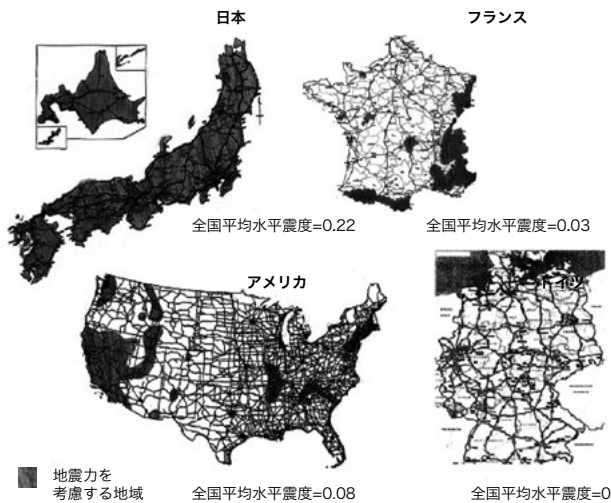 日本
フランス
全国平均水平震度=0.22
全国平均水平震度=0.03
アメリカ
ドイツ
地震力を
考慮する地域
全国平均水平震度=0.08
全国平均水平震度=0